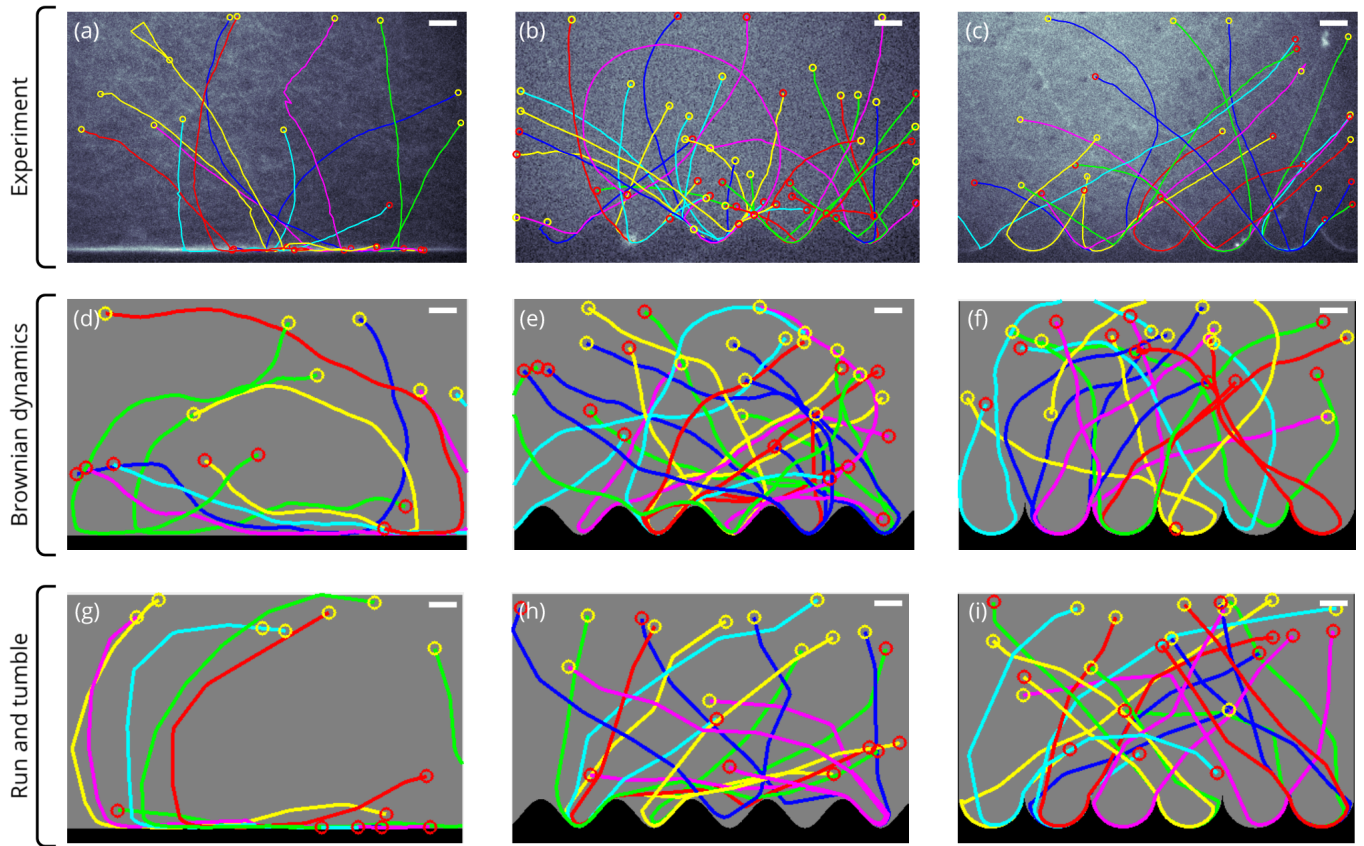 Experiment
(a)
(b)
(c)
Brownian dynamics
(d)
(e)
(f)
Run and tumble
(g)
(h)
(i)